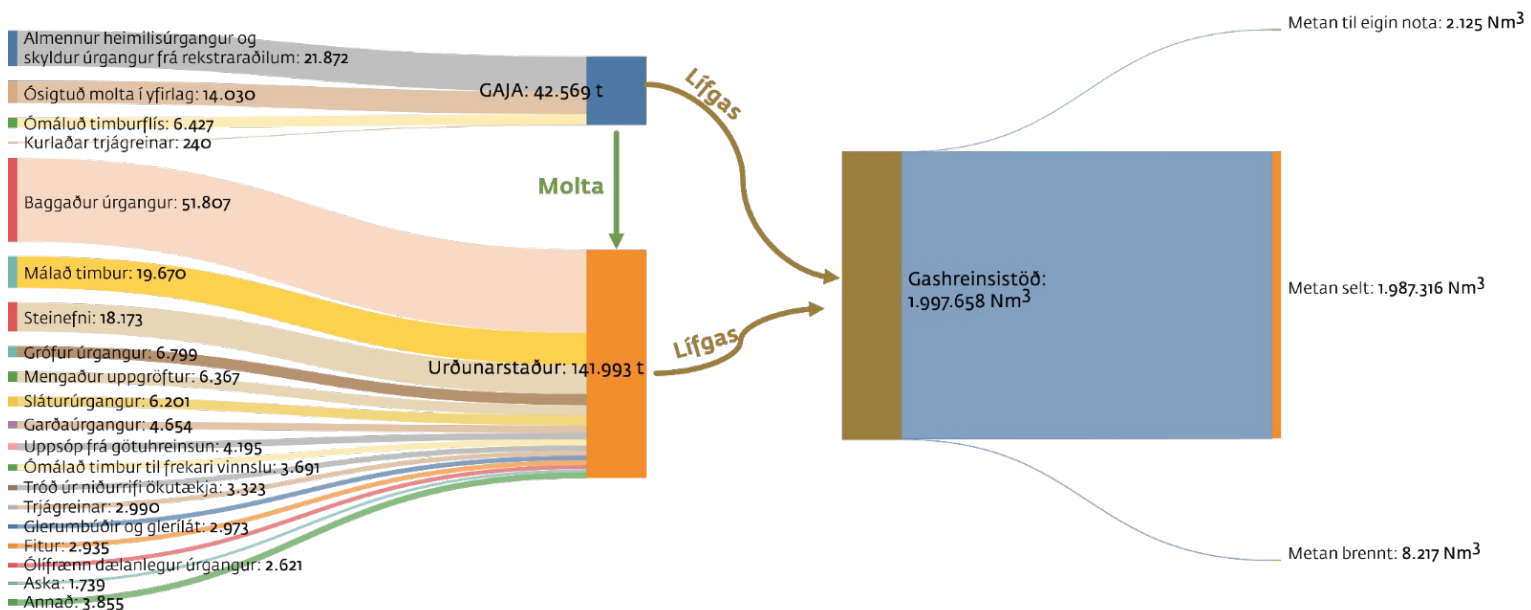 Almennur heimilisúrgangur og
skyldur úrgangur frá rekstraraðilum: 21.872
Ósigtuð molta í yfirlag: 14.030
Ómáluð timburflís: 6.427
Kurlaðar trjágreinar: 240
Baggaður úrgangur: 51.807
Málað timbur: 19.670
Steinefni: 18.173
Grófur úrgangur: 6.799
Mengaður uppgröftur: 6.367
Sláturúrgangur: 6.201
Garðaúrgangur: 4.654
Uppsóp frá götuhreinsun: 4.195
Ómálað timbur til frekari vinnslu: 3.691
Tróð úr niðurrifi ökutækja: 3.323
Trjágreinar: 2.990
Glerumbúðir og glerílát: 2.973
Fitur: 2.935
Ólífrænn dælanlegur úrgangur: 2.621
Aska: 1.739
Annað: 3.855
GAJA: 42.569 t
Molta
Urðunarstaður: 141.993 t
Lífgas
Lífgas
Gashreinsistöð:
1.997.658 Nm³
Metan til eigin nota: 2.125 Nm³
Metan selt: 1.987.316 Nm³
Metan brennt: 8.217 Nm³